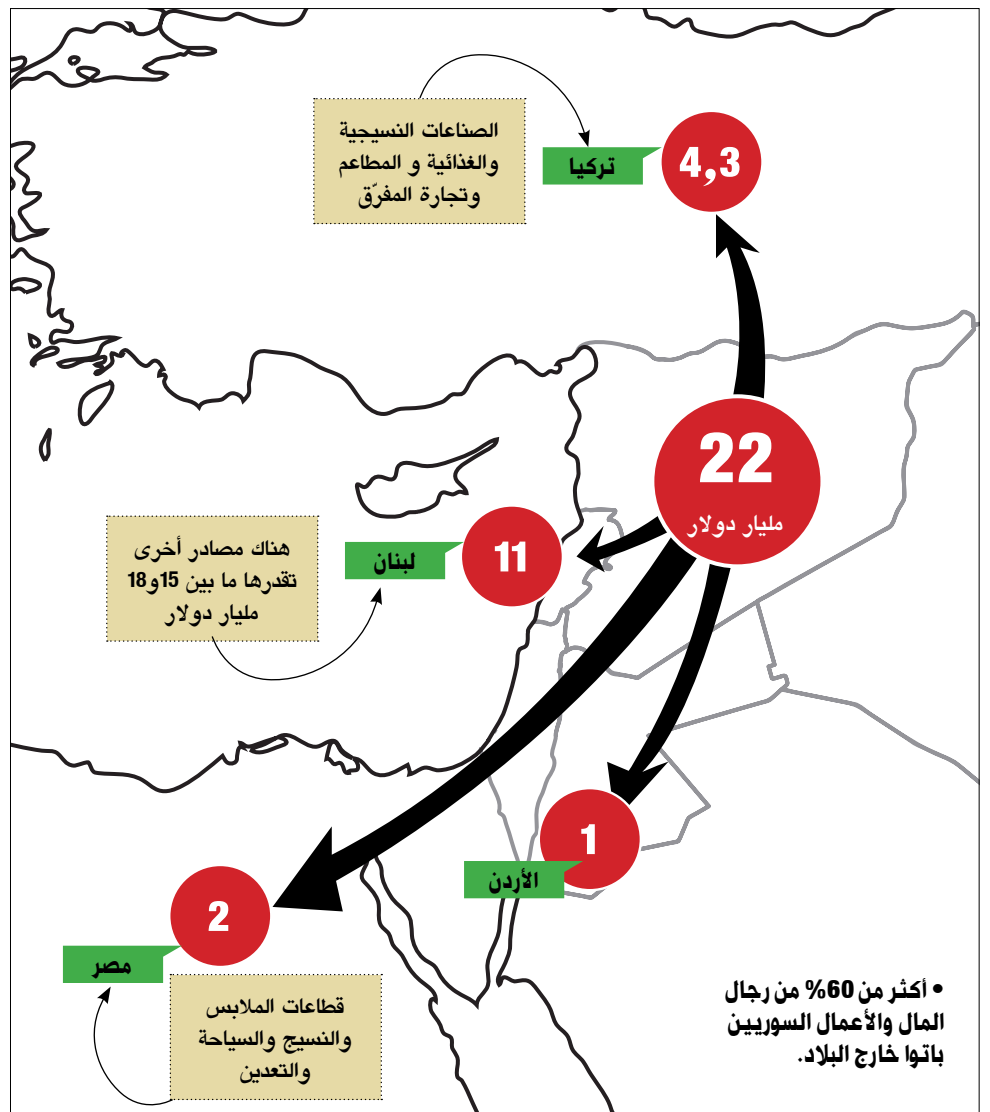 الصناعات النسيجية
والغذائية و المطاعم
وتجارة المفرّق
تركيا
4,3
22
مليار دولار
هناك مصادر أخرى
تقدرها ما بين 15و18
مليار دولار
لبنان
11
1
الأردن
2
مصر
قطاعات الملابس
والنسيج والسياحة
والتعدين
• أكثر من 60% من رجال
المال والأعمال السوريين
باتوا خارج البلاد.